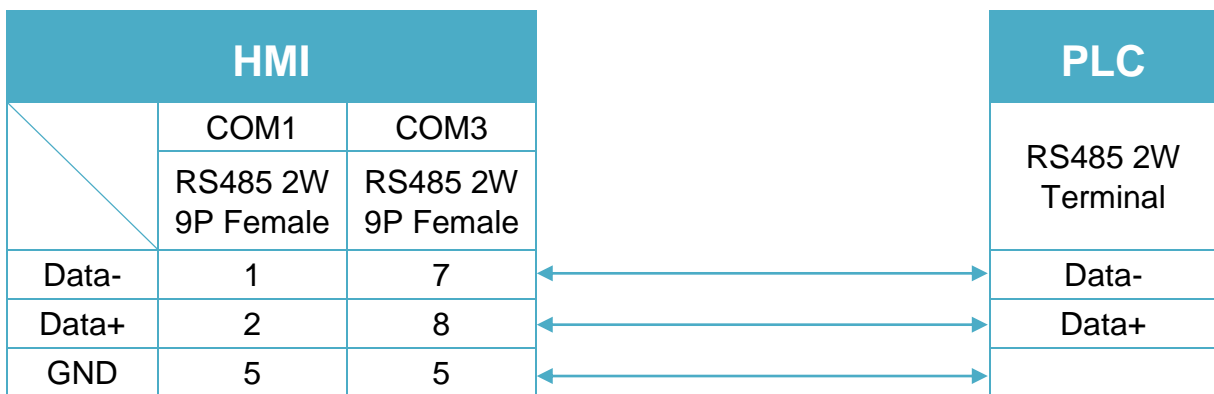 HMI PLC
COM1 COM3
RS485 2W RS485 2W RS485 2W
9P Female 9P Female Terminal
Data- 1 7 Data-
Data+ 2 8 Data+
GND 5 5